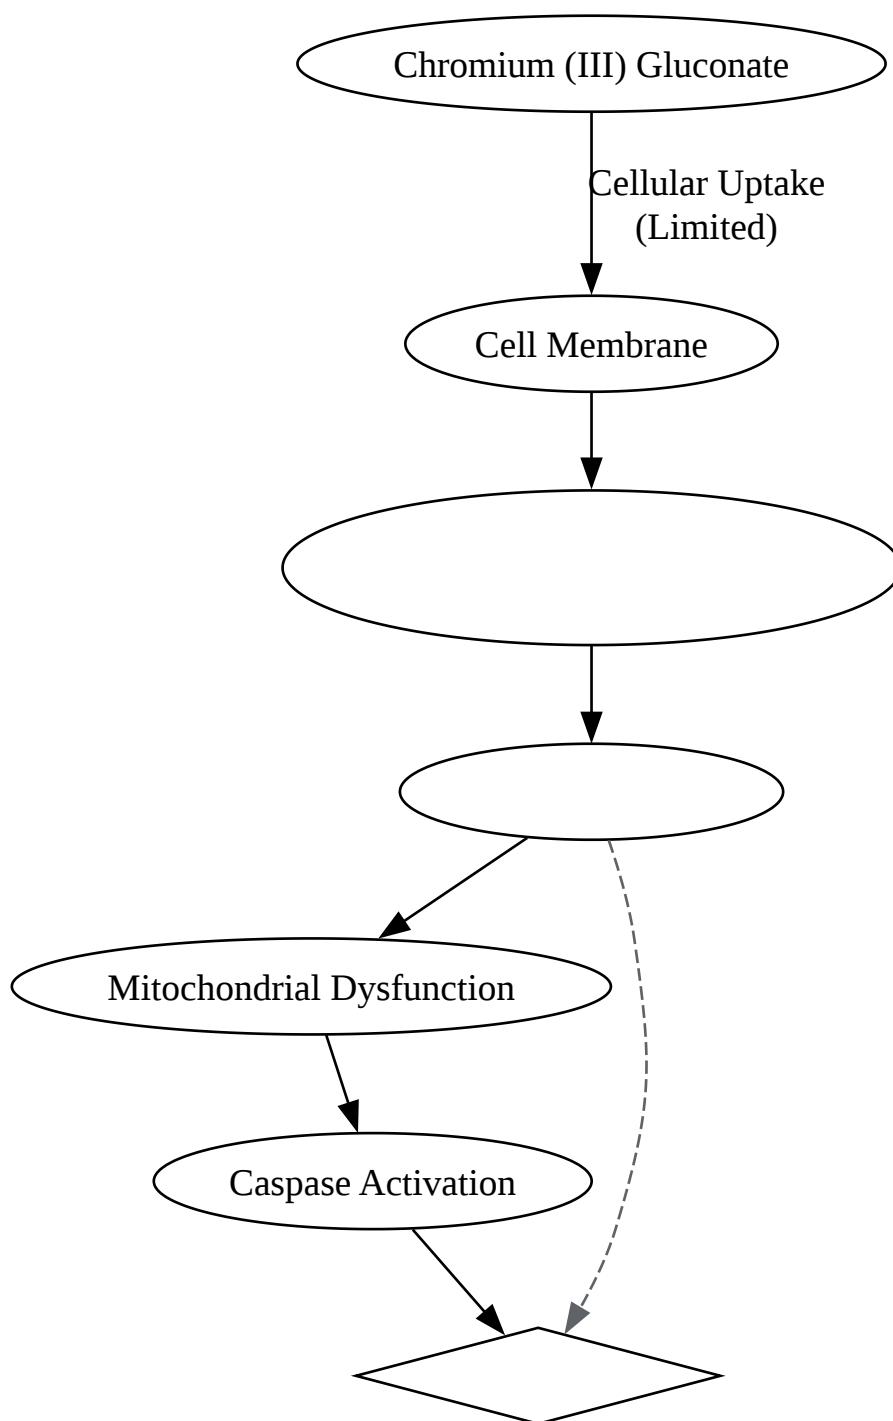 Chromium (III) Gluconate
Cellular Uptake
(Limited)
Cell Membrane
Mitochondrial Dysfunction
Caspase Activation